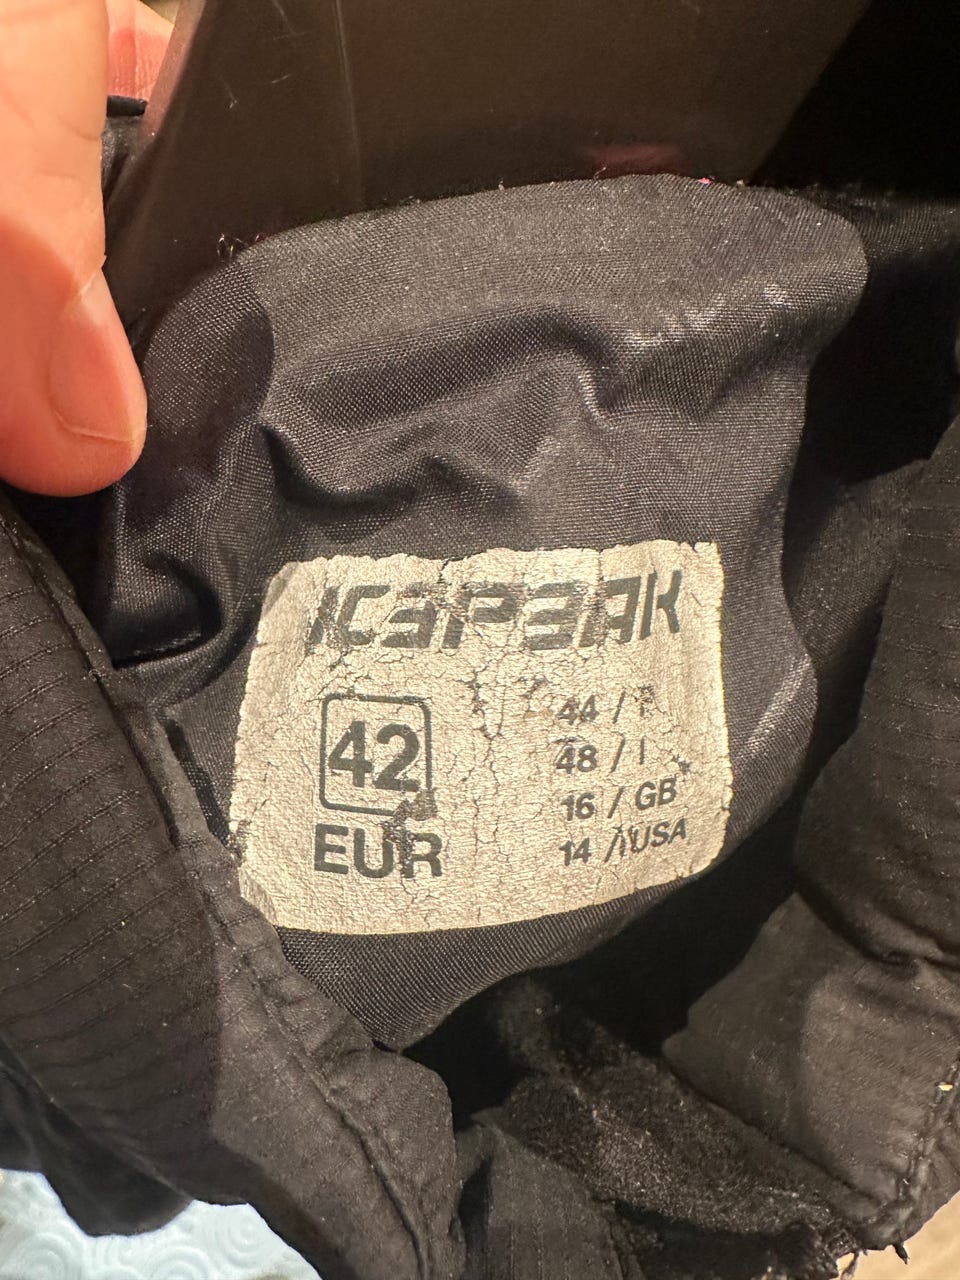 ICEPEAK
42
EUR
44 / F
48 / I
16 / GB
14 / USA